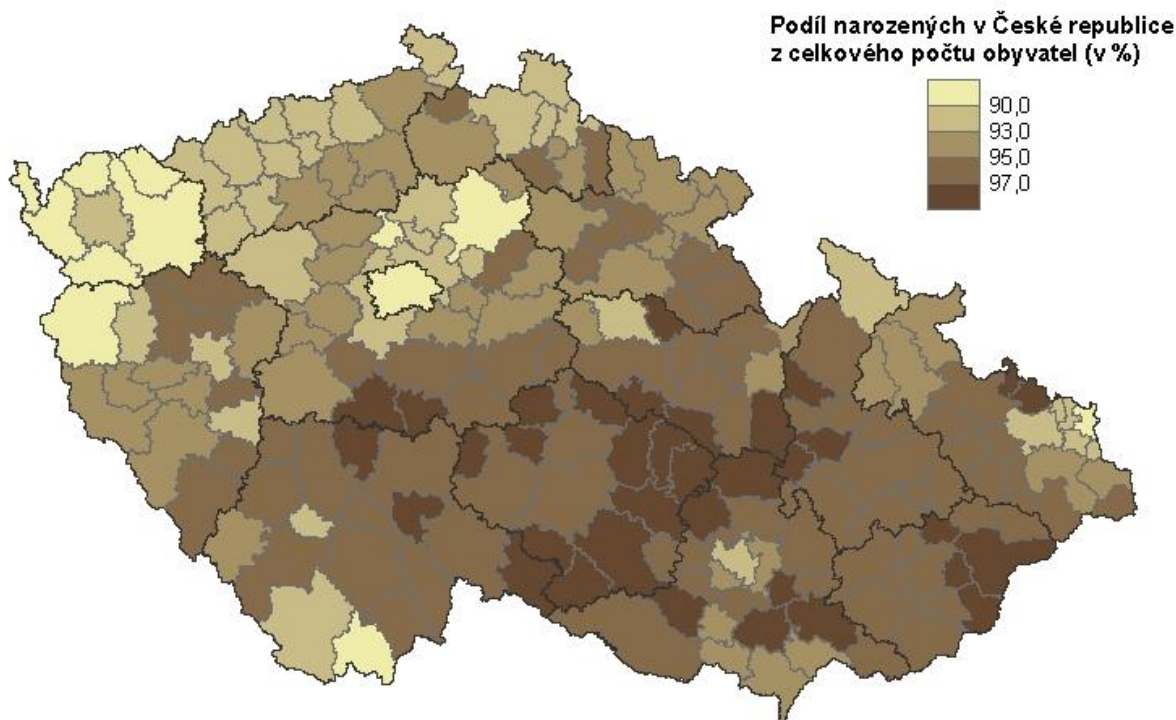 Podíl narozených v České republice
z celkového počtu obyvatel (v %)
90,0
93,0
95,0
97,0